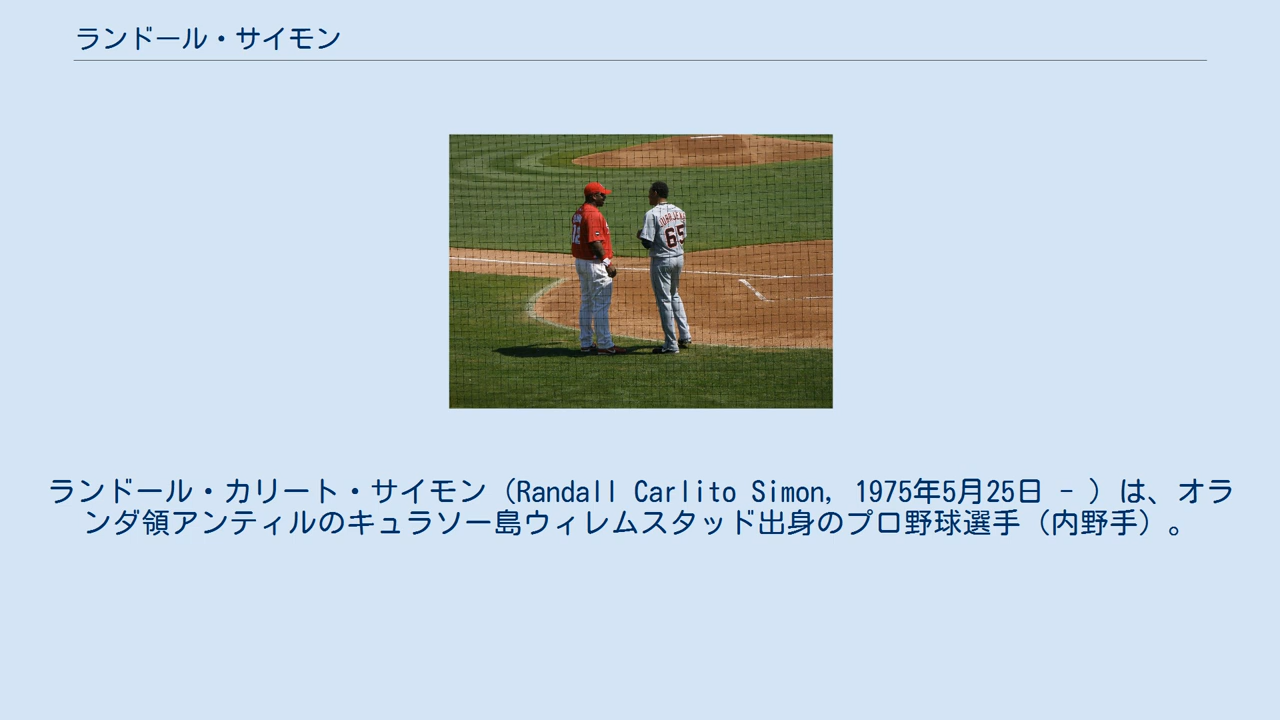 ランドール・サイモン
12
65
ランドール・カリート・サイモン（Randall Carlito Simon, 1975年5月25日 - ）は、オラ
ンダ領アンティルのキュラソー島ウィレムスタッド出身のプロ野球選手（内野手）。